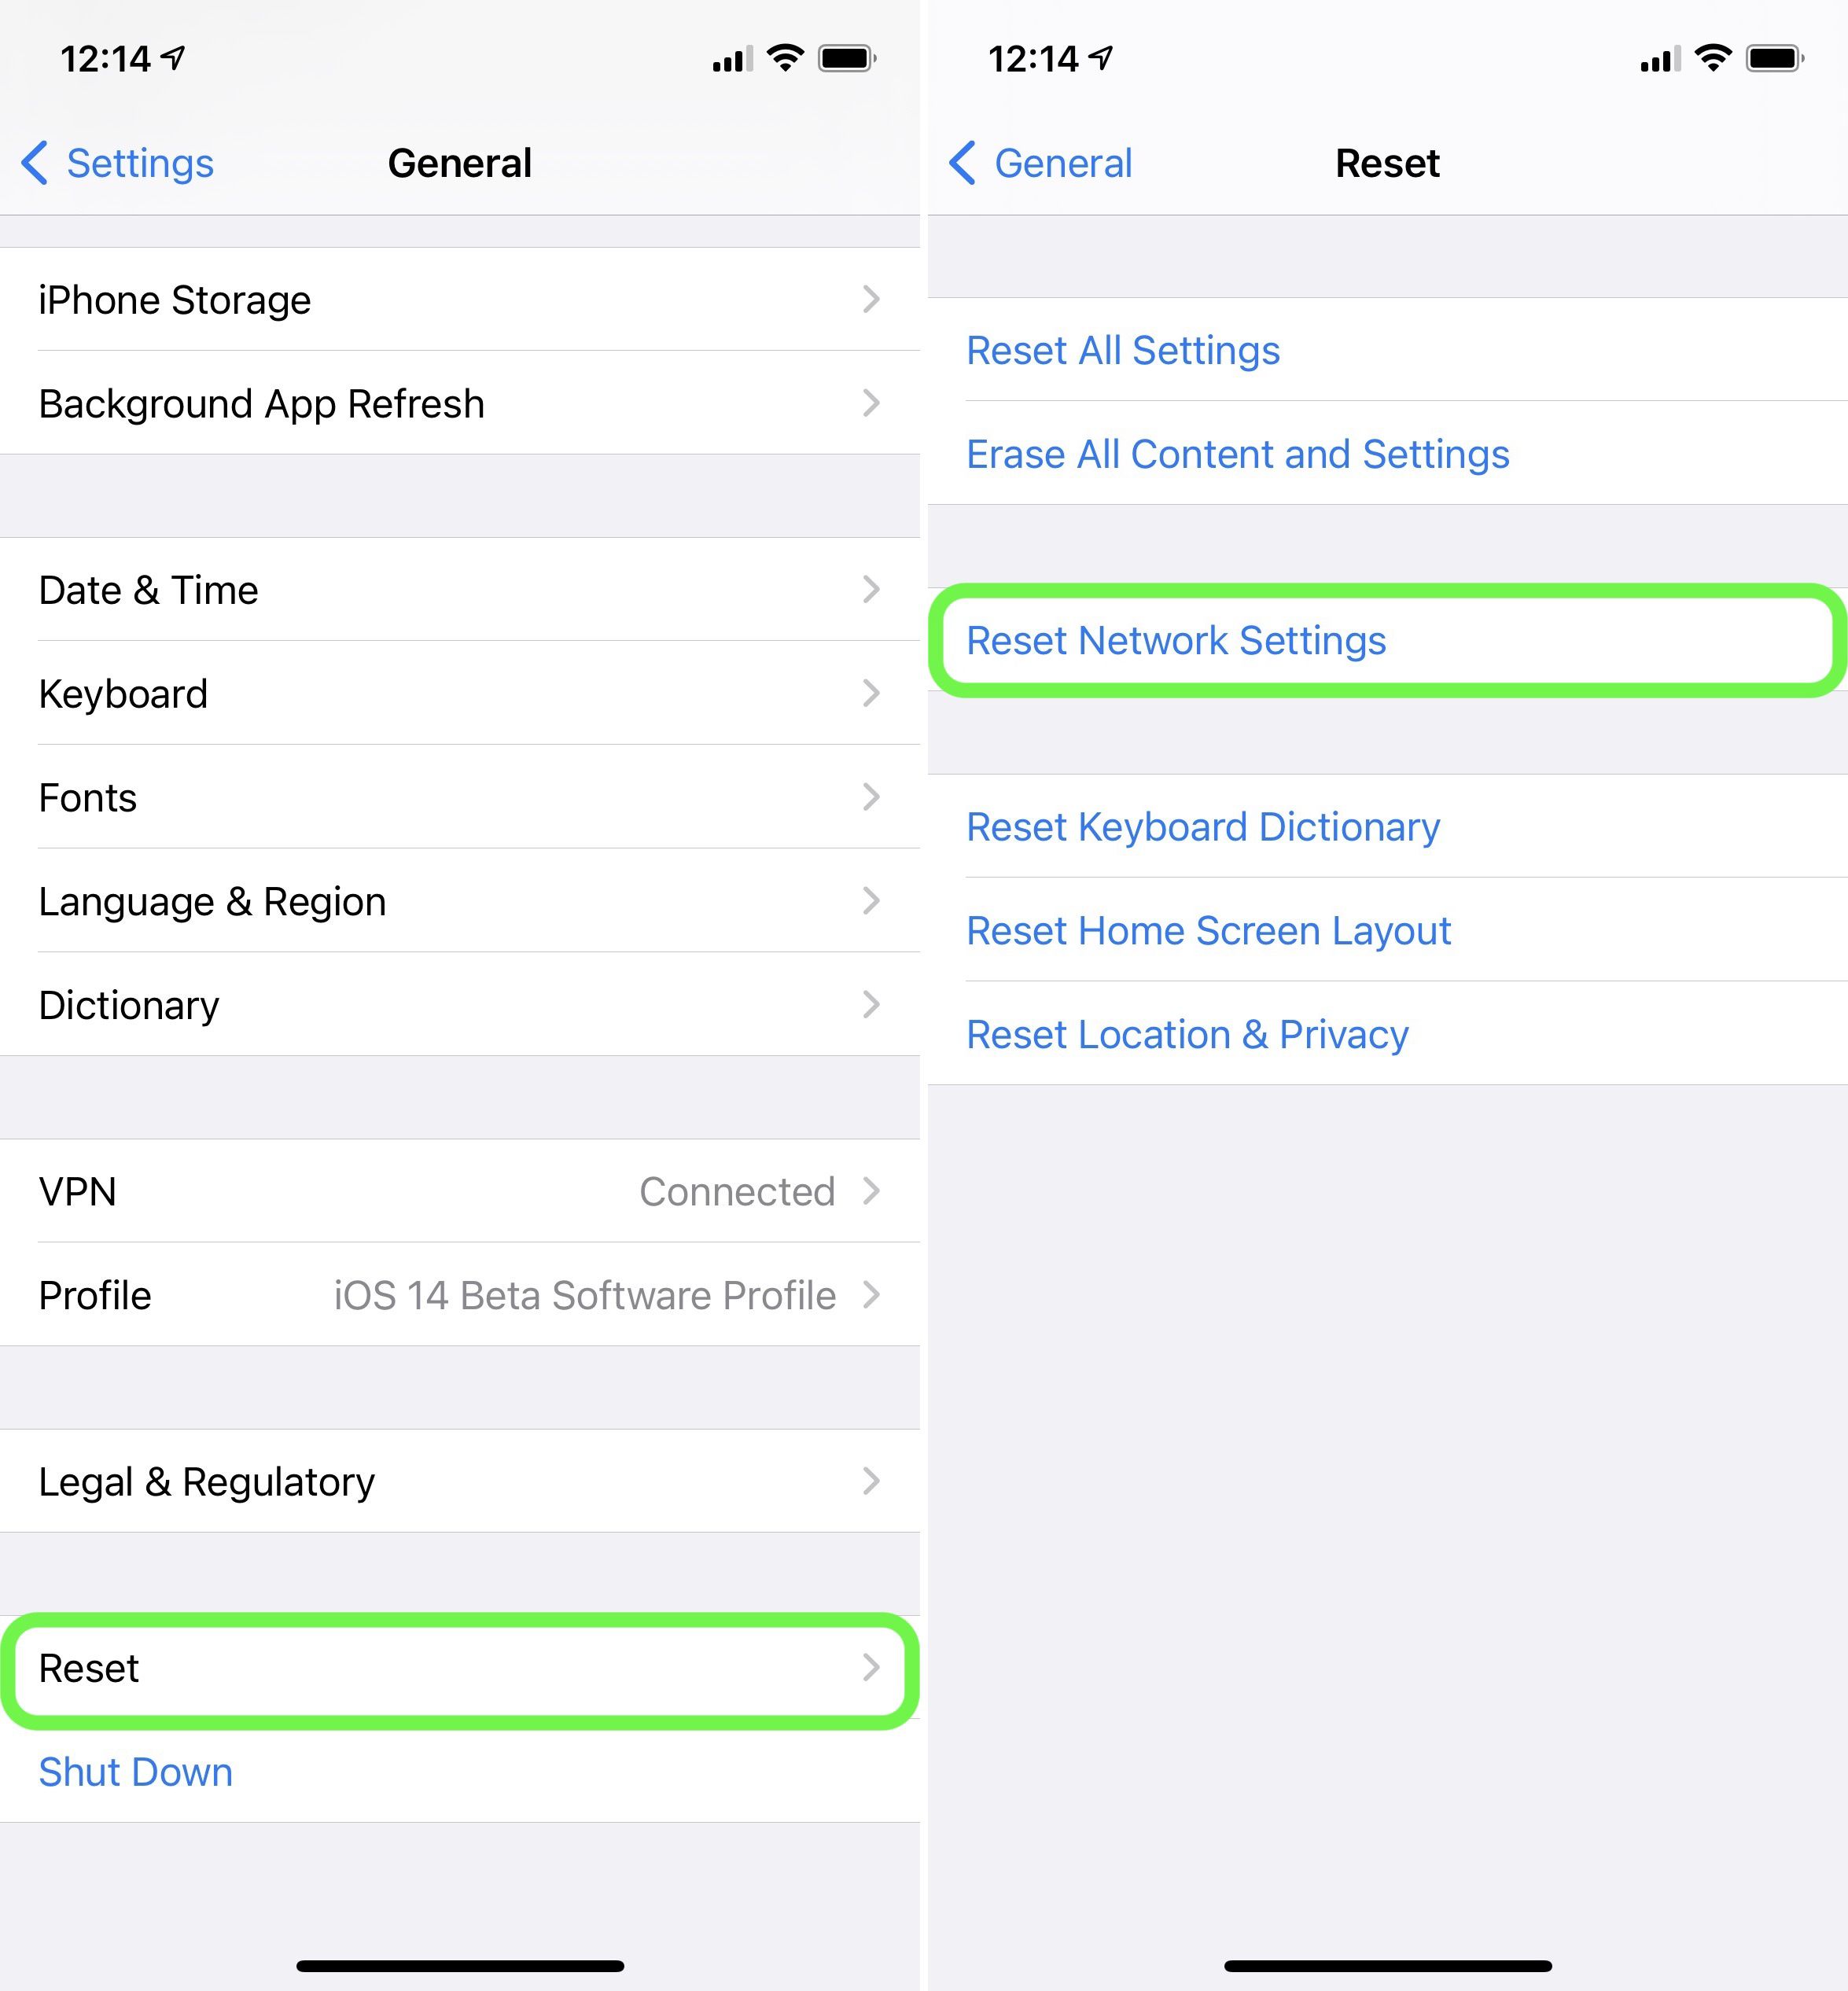 12:14
Settings
General
iPhone Storage
Background App Refresh
Date & Time
Keyboard
Fonts
Language & Region
Dictionary
VPN Connected
Profile iOS 14 Beta Software Profile
Legal & Regulatory
Reset
Shut Down
12:14
General
Reset
Reset All Settings
Erase All Content and Settings
Reset Network Settings
Reset Keyboard Dictionary
Reset Home Screen Layout
Reset Location & Privacy